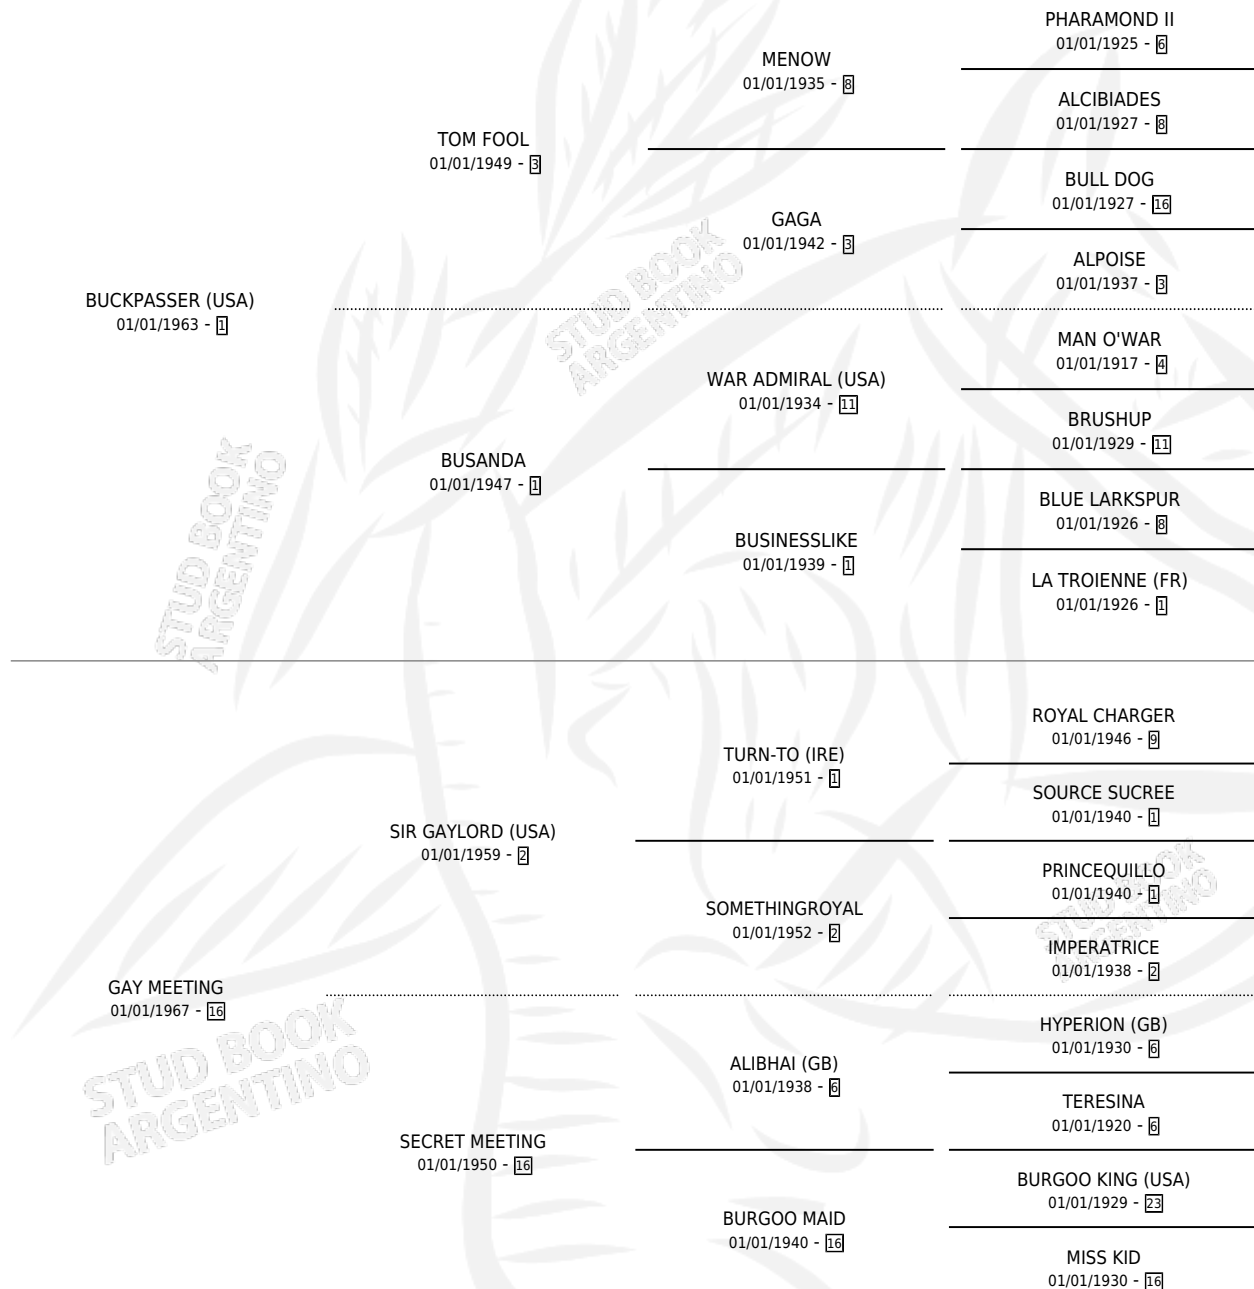 PHARAMOND II
01/01/1925 - 6
MENOW
01/01/1935 - 8
ALCIBIADES
01/01/1927 - 8
TOM FOOL
01/01/1949 - 3
BULL DOG
01/01/1927 - 16
GAGA
01/01/1942 - 3
ALPOISE
01/01/1937 - 3
BUCKPASSER (USA)
01/01/1963 - 1
MAN O'WAR
01/01/1917 - 4
WAR ADMIRAL (USA)
01/01/1934 - 11
BRUSHUP
01/01/1929 - 11
BUSANDA
01/01/1947 - 1
BLUE LARKSPUR
01/01/1926 - 8
BUSINESSLIKE
01/01/1939 - 1
LA TROIENNE (FR)
01/01/1926 - 1
ROYAL CHARGER
01/01/1946 - 9
TURN-TO (IRE)
01/01/1951 - 1
SOURCE SUCREE
01/01/1940 - 1
SIR GAYLORD (USA)
01/01/1959 - 2
PRINCEQUILLO
01/01/1940 - 1
SOMETHINGROYAL
01/01/1952 - 2
IMPERATRICE
01/01/1938 - 2
GAY MEETING
01/01/1967 - 16
HYPERION (GB)
01/01/1930 - 6
ALIBHAI (GB)
01/01/1938 - 6
TERESINA
01/01/1920 - 6
SECRET MEETING
01/01/1950 - 16
BURGOO KING (USA)
01/01/1929 - 23
BURGOO MAID
01/01/1940 - 16
MISS KID
01/01/1930 - 16
STUD BOOK
ARGENTINO
STUD BOOK
ARGENTINO
STUD BOOK
ARGENTINO
STUD BOOK
ARGENTINO